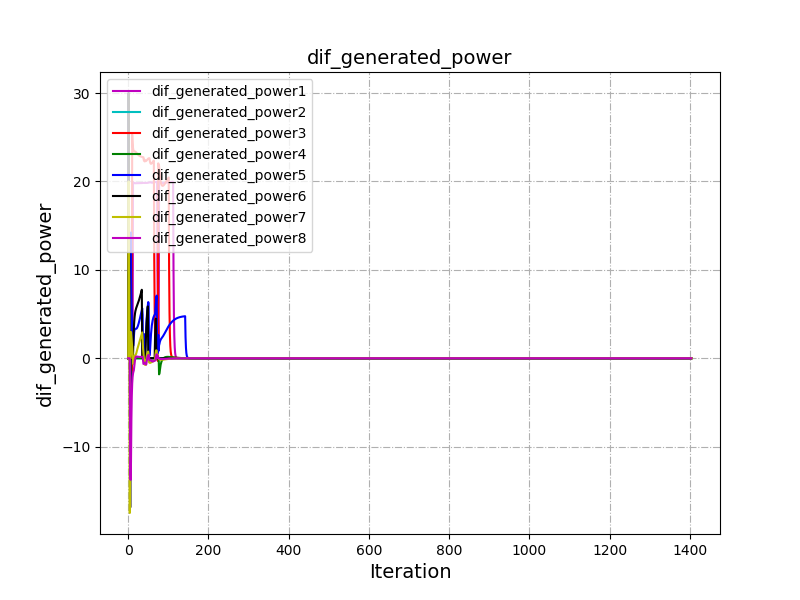 dif_generated_power
dif_generated_power
30
20
10
0
−10
dif_generated_power1
dif_generated_power2
dif_generated_power3
dif_generated_power4
dif_generated_power5
dif_generated_power6
dif_generated_power7
dif_generated_power8
0 200 400 600 800 1000 1200 1400
Iteration